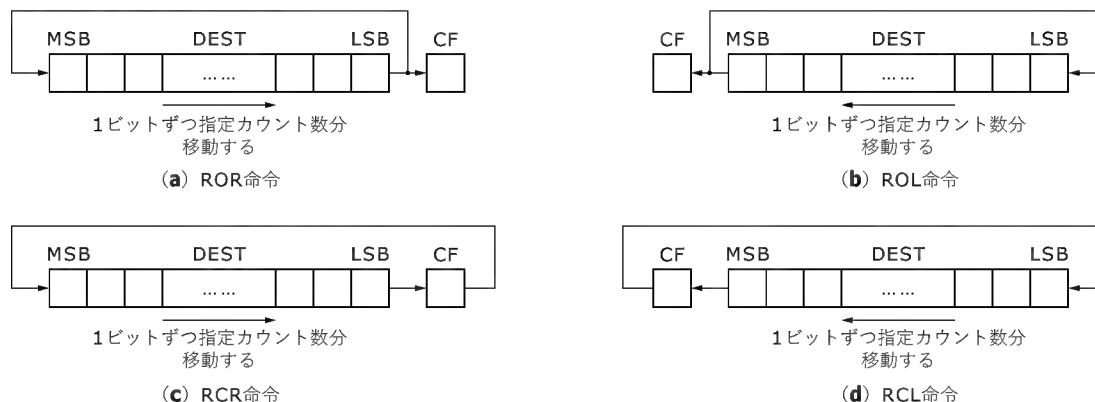 MSB DEST LSB CF
…… 
1ビットずつ指定カウント数分
移動する
(a) ROR命令
CF MSB DEST LSB
……
1ビットずつ指定カウント数分
移動する
(b) ROL命令
MSB DEST LSB CF
……
1ビットずつ指定カウント数分
移動する
(c) RCR命令
CF MSB DEST LSB
……
1ビットずつ指定カウント数分
移動する
(d) RCL命令